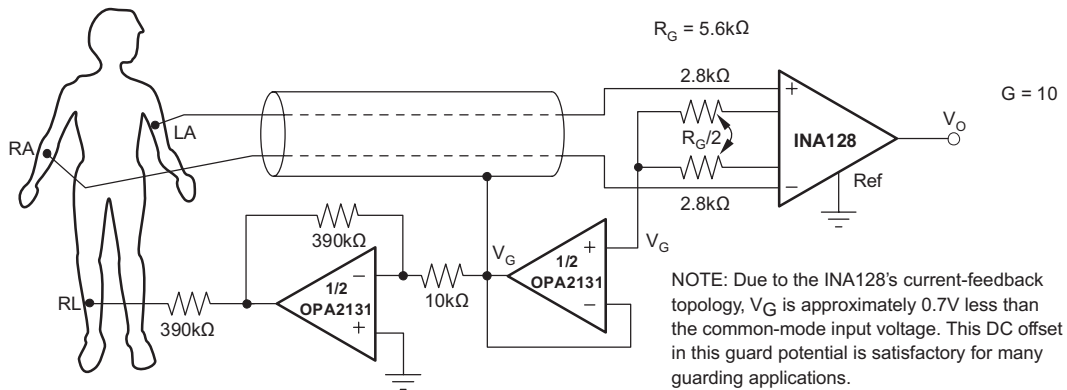 R_G = 5.6kΩ
2.8kΩ
G = 10
LA
RA
+
R_G/2
INA128
V_O
−
Ref
2.8kΩ
390kΩ
V_G
+
V_G
1/2
OPA2131
−
10kΩ
−
1/2
OPA2131
+
RL
390kΩ
NOTE: Due to the INA128's current-feedback
topology, V_G is approximately 0.7V less than
the common-mode input voltage. This DC offset
in this guard potential is satisfactory for many
guarding applications.